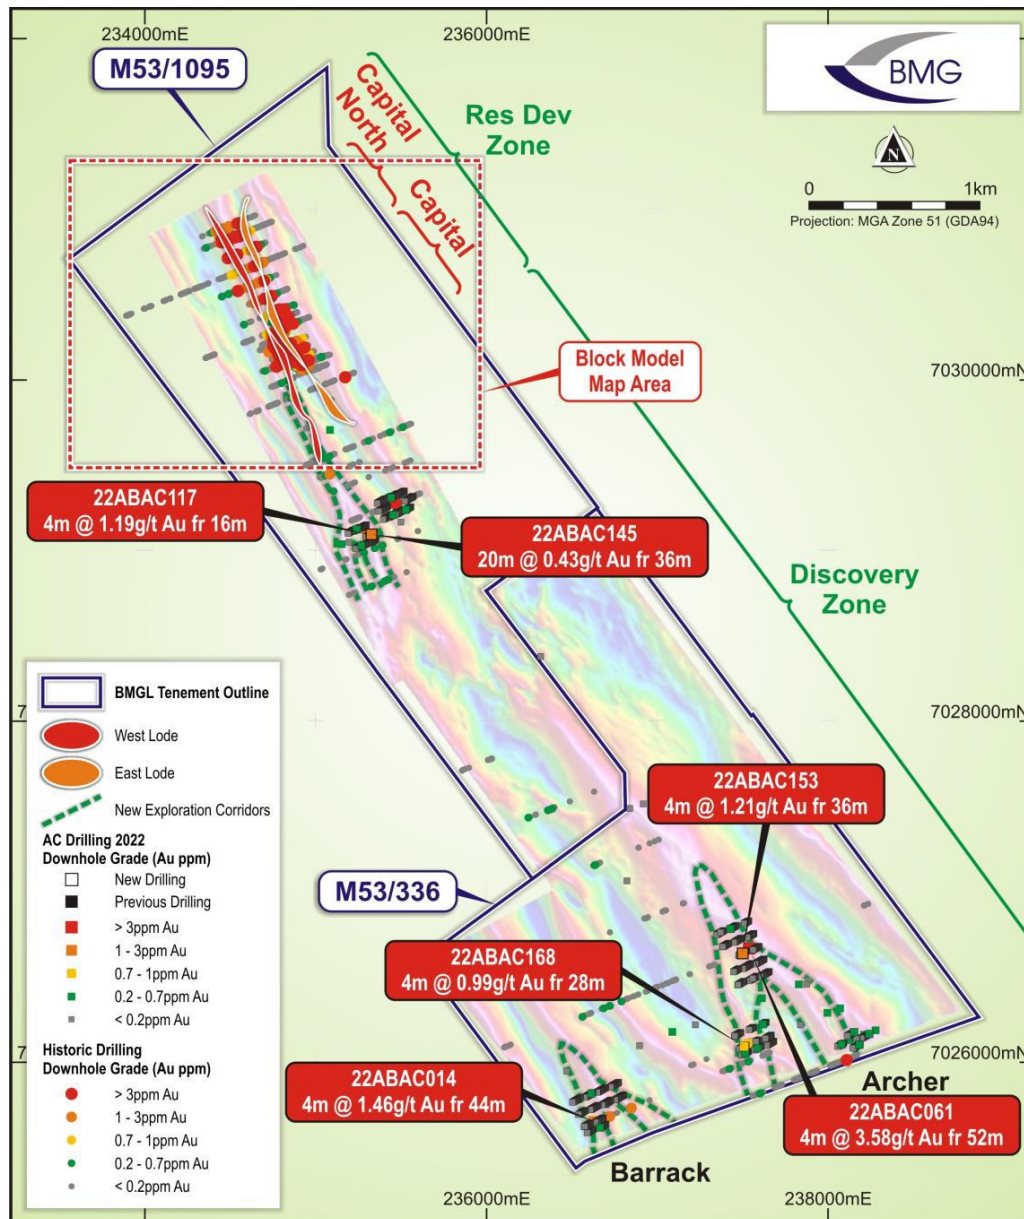 234000mE
236000mE
M53/1095
BMG
Capital
North
Capital
Res Dev
Zone
N
0
1km
Projection: MGA Zone 51 (GDA94)
Block Model
Map Area
7030000mN
22ABAC117
4m @ 1.19g/t Au fr 16m
22ABAC145
20m @ 0.43g/t Au fr 36m
Discovery
Zone
BMGL Tenement Outline
West Lode
East Lode
New Exploration Corridors
AC Drilling 2022
Downhole Grade (Au ppm)
New Drilling
Previous Drilling
> 3ppm Au
1 - 3ppm Au
0.7 - 1ppm Au
0.2 - 0.7ppm Au
< 0.2ppm Au
Historic Drilling
Downhole Grade (Au ppm)
> 3ppm Au
1 - 3ppm Au
0.7 - 1ppm Au
0.2 - 0.7ppm Au
< 0.2ppm Au
7
7028000mN
22ABAC153
4m @ 1.21g/t Au fr 36m
M53/336
22ABAC168
4m @ 0.99g/t Au fr 28m
7
7026000mN
22ABAC014
4m @ 1.46g/t Au fr 44m
Archer
22ABAC061
4m @ 3.58g/t Au fr 52m
Barrack
236000mE
238000mE